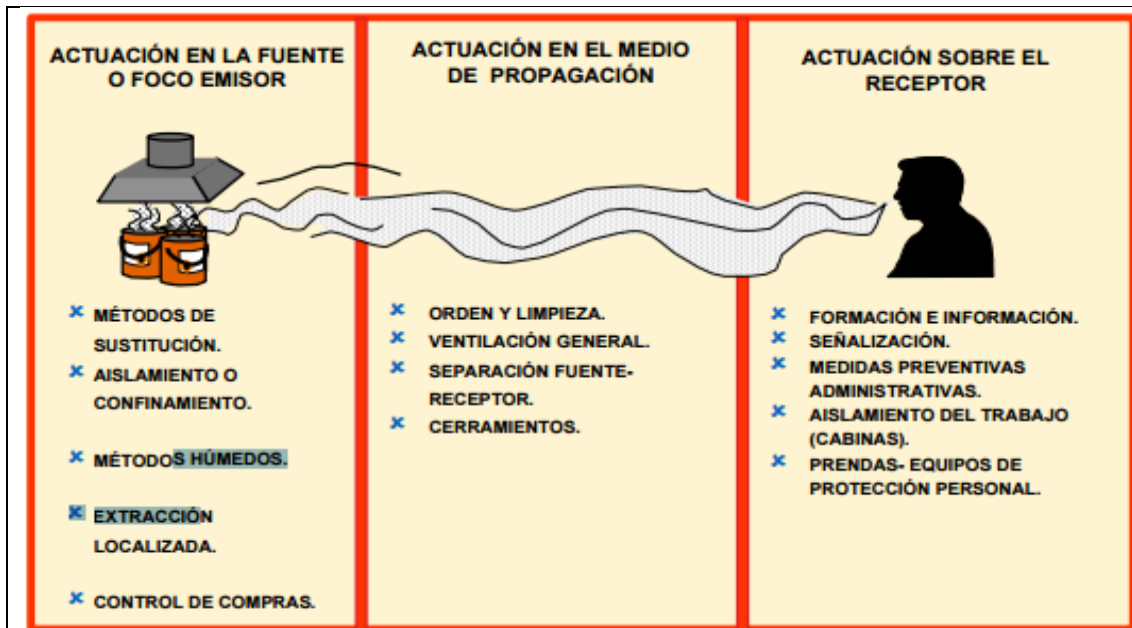 ACTUACIÓN EN LA FUENTE
O FOCO EMISOR
MÉTODOS DE
SUSTITUCIÓN.
AISLAMIENTO O
CONFINAMIENTO.
MÉTODOS HÚMEDOS.
EXTRACCIÓN
LOCALIZADA.
CONTROL DE COMPRAS.
ACTUACIÓN EN EL MEDIO
DE PROPAGACIÓN
ORDEN Y LIMPIEZA.
VENTILACIÓN GENERAL.
SEPARACIÓN FUENTE-
RECEPTOR.
CERRAMIENTOS.
ACTUACIÓN SOBRE EL
RECEPTOR
FORMACIÓN E INFORMACIÓN.
SEÑALIZACIÓN.
MEDIDAS PREVENTIVAS
ADMINISTRATIVAS.
AISLAMIENTO DEL TRABAJO
(CABINAS).
PRENDAS- EQUIPOS DE
PROTECCIÓN PERSONAL.